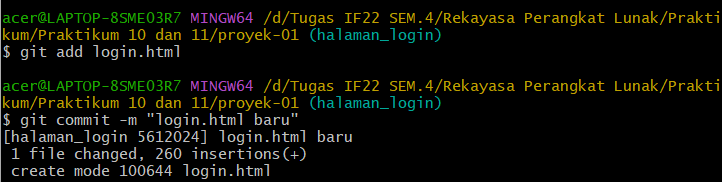 acer@LAPTOP-8SME03R7 MINGW64 /d/Tugas IF22 SEM.4/Rekayasa Perangkat Lunak/Prakti
kum/Praktikum 10 dan 11/proyek-01 (halaman_login)
$ git add login.html
acer@LAPTOP-8SME03R7 MINGW64 /d/Tugas IF22 SEM.4/Rekayasa Perangkat Lunak/Prakti
kum/Praktikum 10 dan 11/proyek-01 (halaman_login)
$ git commit -m "login.html baru"
[halaman_login 5612024] login.html baru
 1 file changed, 260 insertions(+)
 create mode 100644 login.html